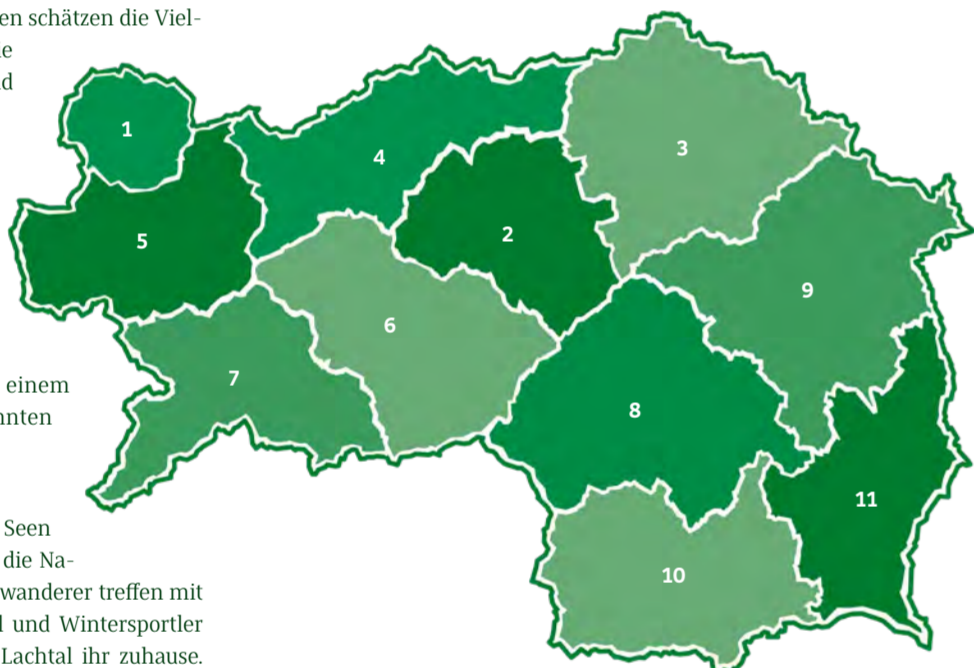 en schätzen die Viel-
e
d
einem
nnten
Seen
die Na-
wanderer treffen mit
l und Wintersportler
Lachtal ihr zuhause.
1
4
3
2
5
9
6
7
8
11
10